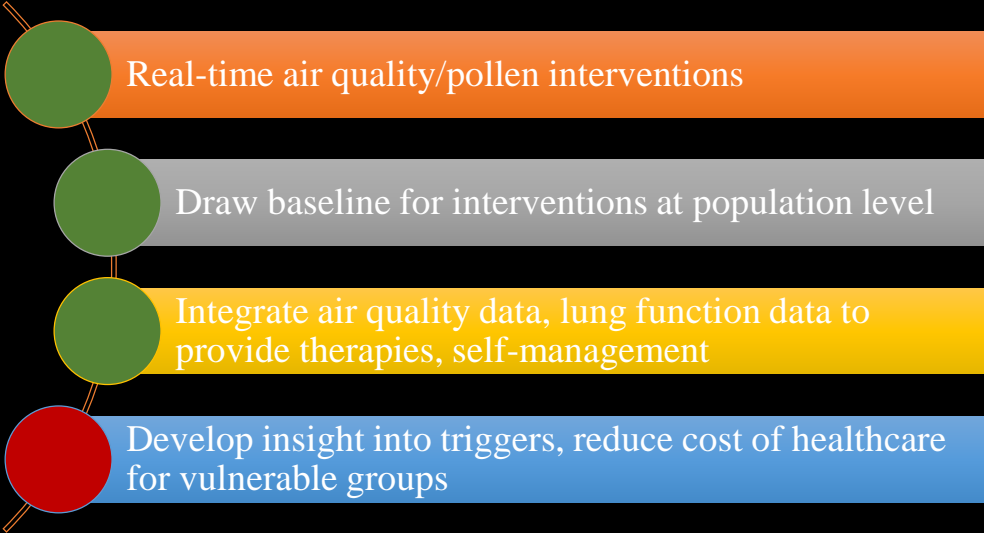 Real-time air quality/pollen interventions
Draw baseline for interventions at population level
Integrate air quality data, lung function data to
provide therapies, self-management
Develop insight into triggers, reduce cost of healthcare
for vulnerable groups